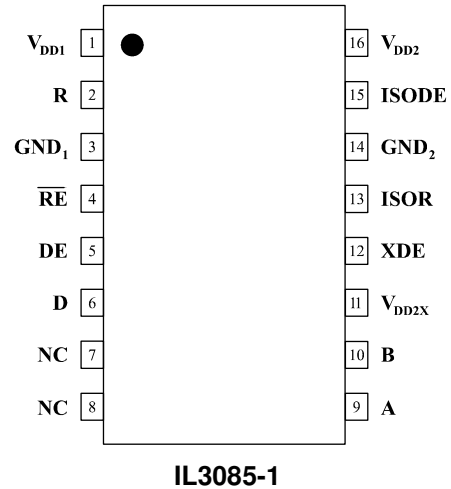 V_DD1 1 16 V_DD2
R 2 15 ISODE
GND_1 3 14 GND_2
R̅E̅ 4 13 ISOR
DE 5 12 XDE
D 6 11 V_DD2X
NC 7 10 B
NC 8 9 A
IL3085-1